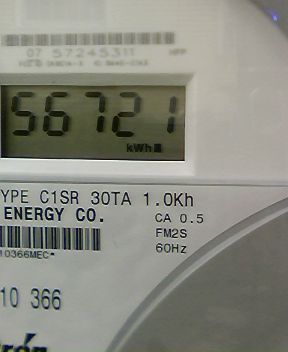 07 57245311
56721
kWh
YPE C1SR 30TA 1.0Kh
ENERGY CO.
CA 0.5
FM2S
60Hz
10366MEC*
10 366
rón